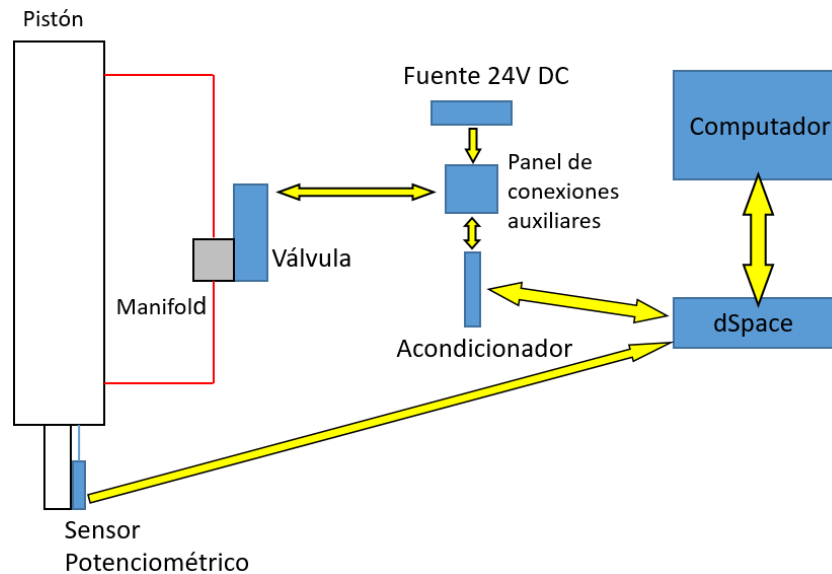 Pistón
Fuente 24V DC
Computador
Panel de
conexiones
auxiliares
Válvula
Manifold
dSpace
Acondicionador
Sensor
Potenciométrico